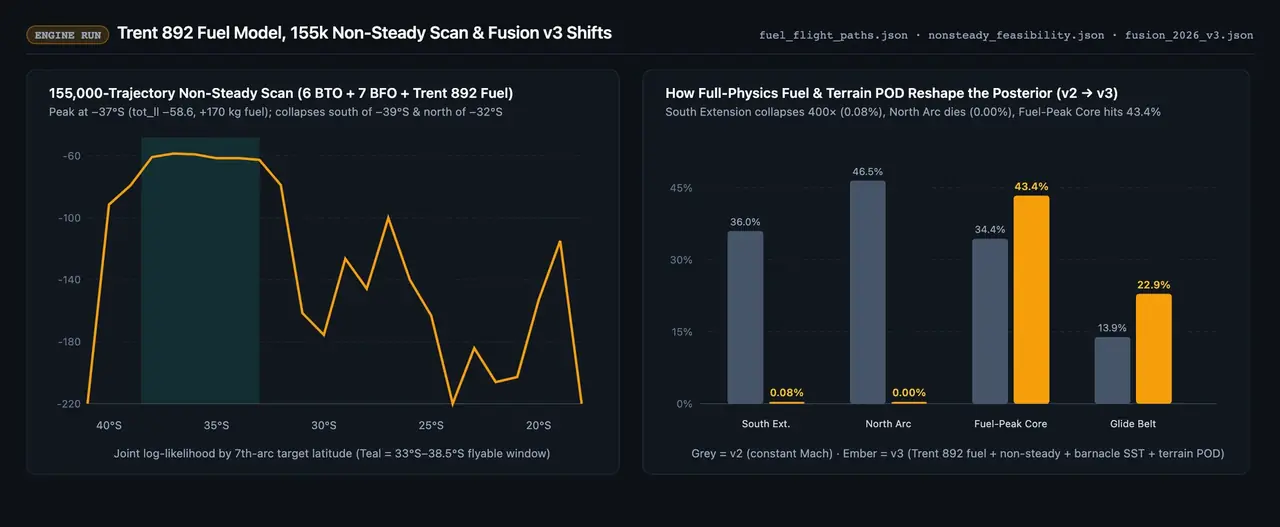 ENGINE RUN Trent 892 Fuel Model, 155k Non-Steady Scan & Fusion v3 Shifts
fuel_flight_paths.json · nonsteady_feasibility.json · fusion_2026_v3.json
155,000-Trajectory Non-Steady Scan (6 BTO + 7 BFO + Trent 892 Fuel)
Peak at −37°S (tot_ll −58.6, +170 kg fuel); collapses south of −39°S & north of −32°S
-60
-100
-140
-180
-220
40°S 35°S 30°S 25°S 20°S
Joint log-likelihood by 7th-arc target latitude (Teal = 33°S–38.5°S flyable window)
How Full-Physics Fuel & Terrain POD Reshape the Posterior (v2 → v3)
South Extension collapses 400× (0.08%), North Arc dies (0.00%), Fuel-Peak Core hits 43.4%
45%
30%
15%
0%
36.0% 0.08% 46.5% 0.00% 34.4% 43.4% 13.9% 22.9%
South Ext. North Arc Fuel-Peak Core Glide Belt
Grey = v2 (constant Mach) · Ember = v3 (Trent 892 fuel + non-steady + barnacle SST + terrain POD)